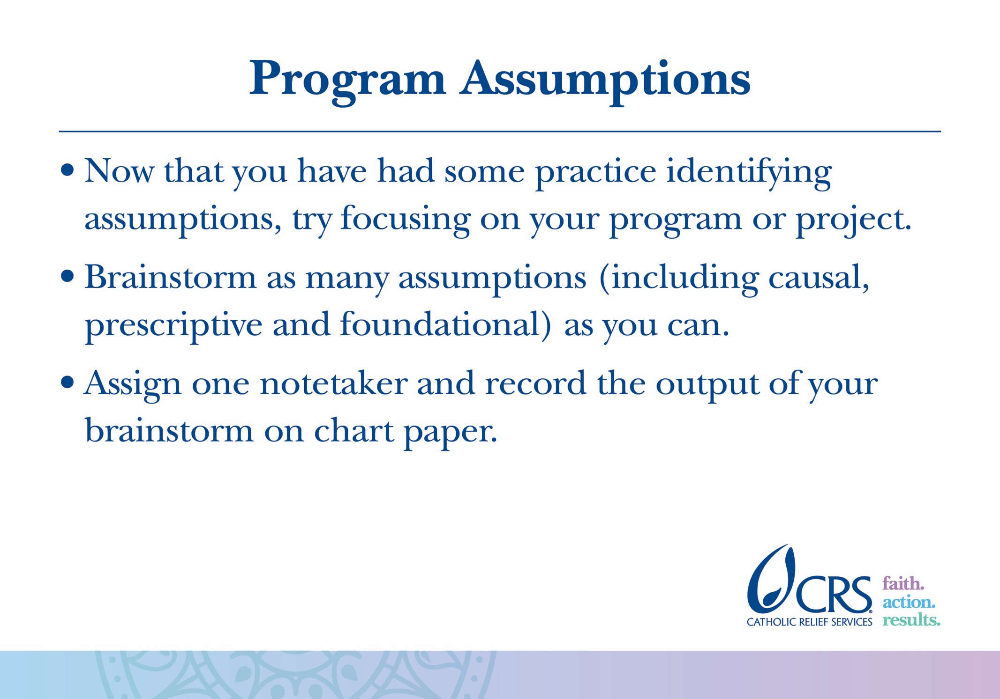 Program Assumptions
• Now that you have had some practice identifying
assumptions, try focusing on your program or project.
• Brainstorm as many assumptions (including causal,
prescriptive and foundational) as you can.
• Assign one notetaker and record the output of your
brainstorm on chart paper.
CRS®
CATHOLIC RELIEF SERVICES
faith.
action.
results.